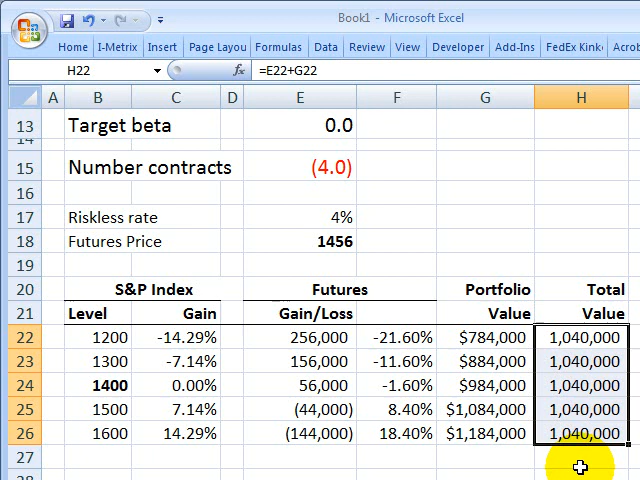 Book1 - Microsoft Excel
Home I-Metrix Insert Page Layou Formulas Data Review View Developer Add-Ins FedEx Kink Acrob
H22 fx =E22+G22
A B C D E F G H
13 Target beta 0.0
14
15 Number contracts (4.0)
16
17 Riskless rate 4%
18 Futures Price 1456
19
20 S&P Index Futures Portfolio Total
21 Level Gain Gain/Loss Value Value
22 1200 -14.29% 256,000 -21.60% $784,000 1,040,000
23 1300 -7.14% 156,000 -11.60% $884,000 1,040,000
24 1400 0.00% 56,000 -1.60% $984,000 1,040,000
25 1500 7.14% (44,000) 8.40% $1,084,000 1,040,000
26 1600 14.29% (144,000) 18.40% $1,184,000 1,040,000
27